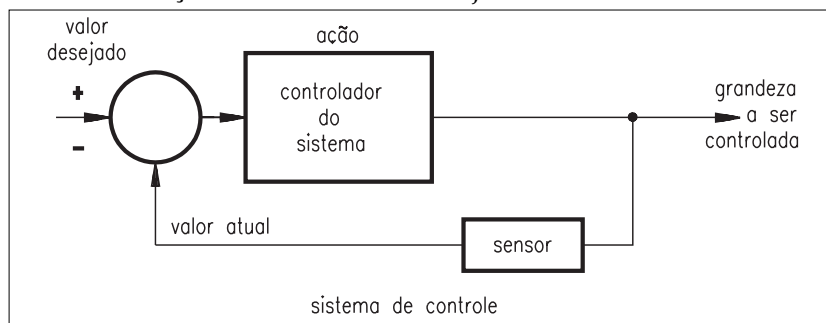 valor
desejado
ação
+
-
controlador
do
sistema
grandeza
a ser
controlada
valor atual
sensor
sistema de controle